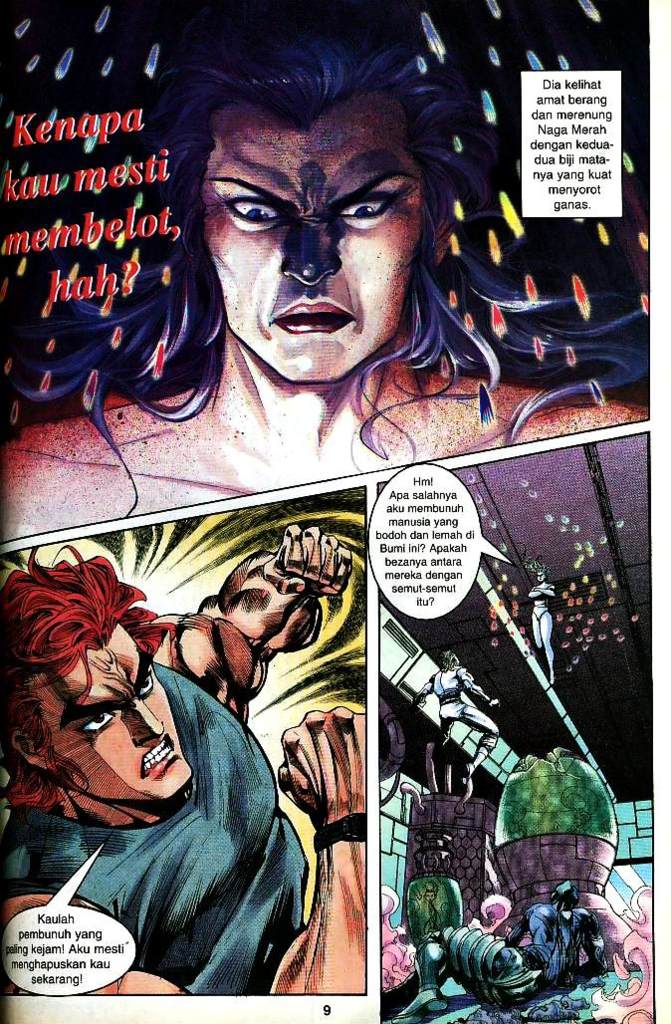 Kenapa
kau mesti
membelot,
hah?
Dia kelihat
amat berang
dan merenung
Naga Merah
dengan kedua-
dua biji mata-
nya yang kuat
menyorot
ganas.
Hm!
Apa salahnya
aku membunuh
manusia yang
bodoh dan lemah di
Bumi ini? Apakah
bezanya antara
mereka dengan
semut-semut
itu?
Kaulah
pembunuh yang
paling kejam! Aku mesti
menghapuskan kau
sekarang!
9